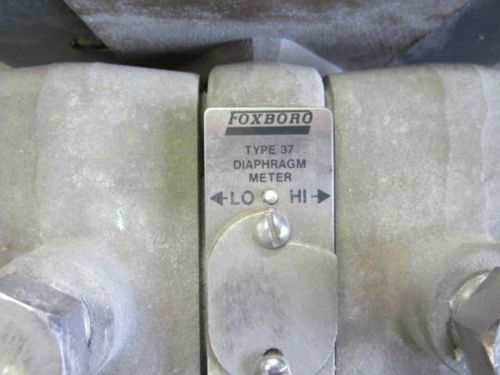 FOXBORO
TYPE 37
DIAPHRAGM
METER
←LO HI→